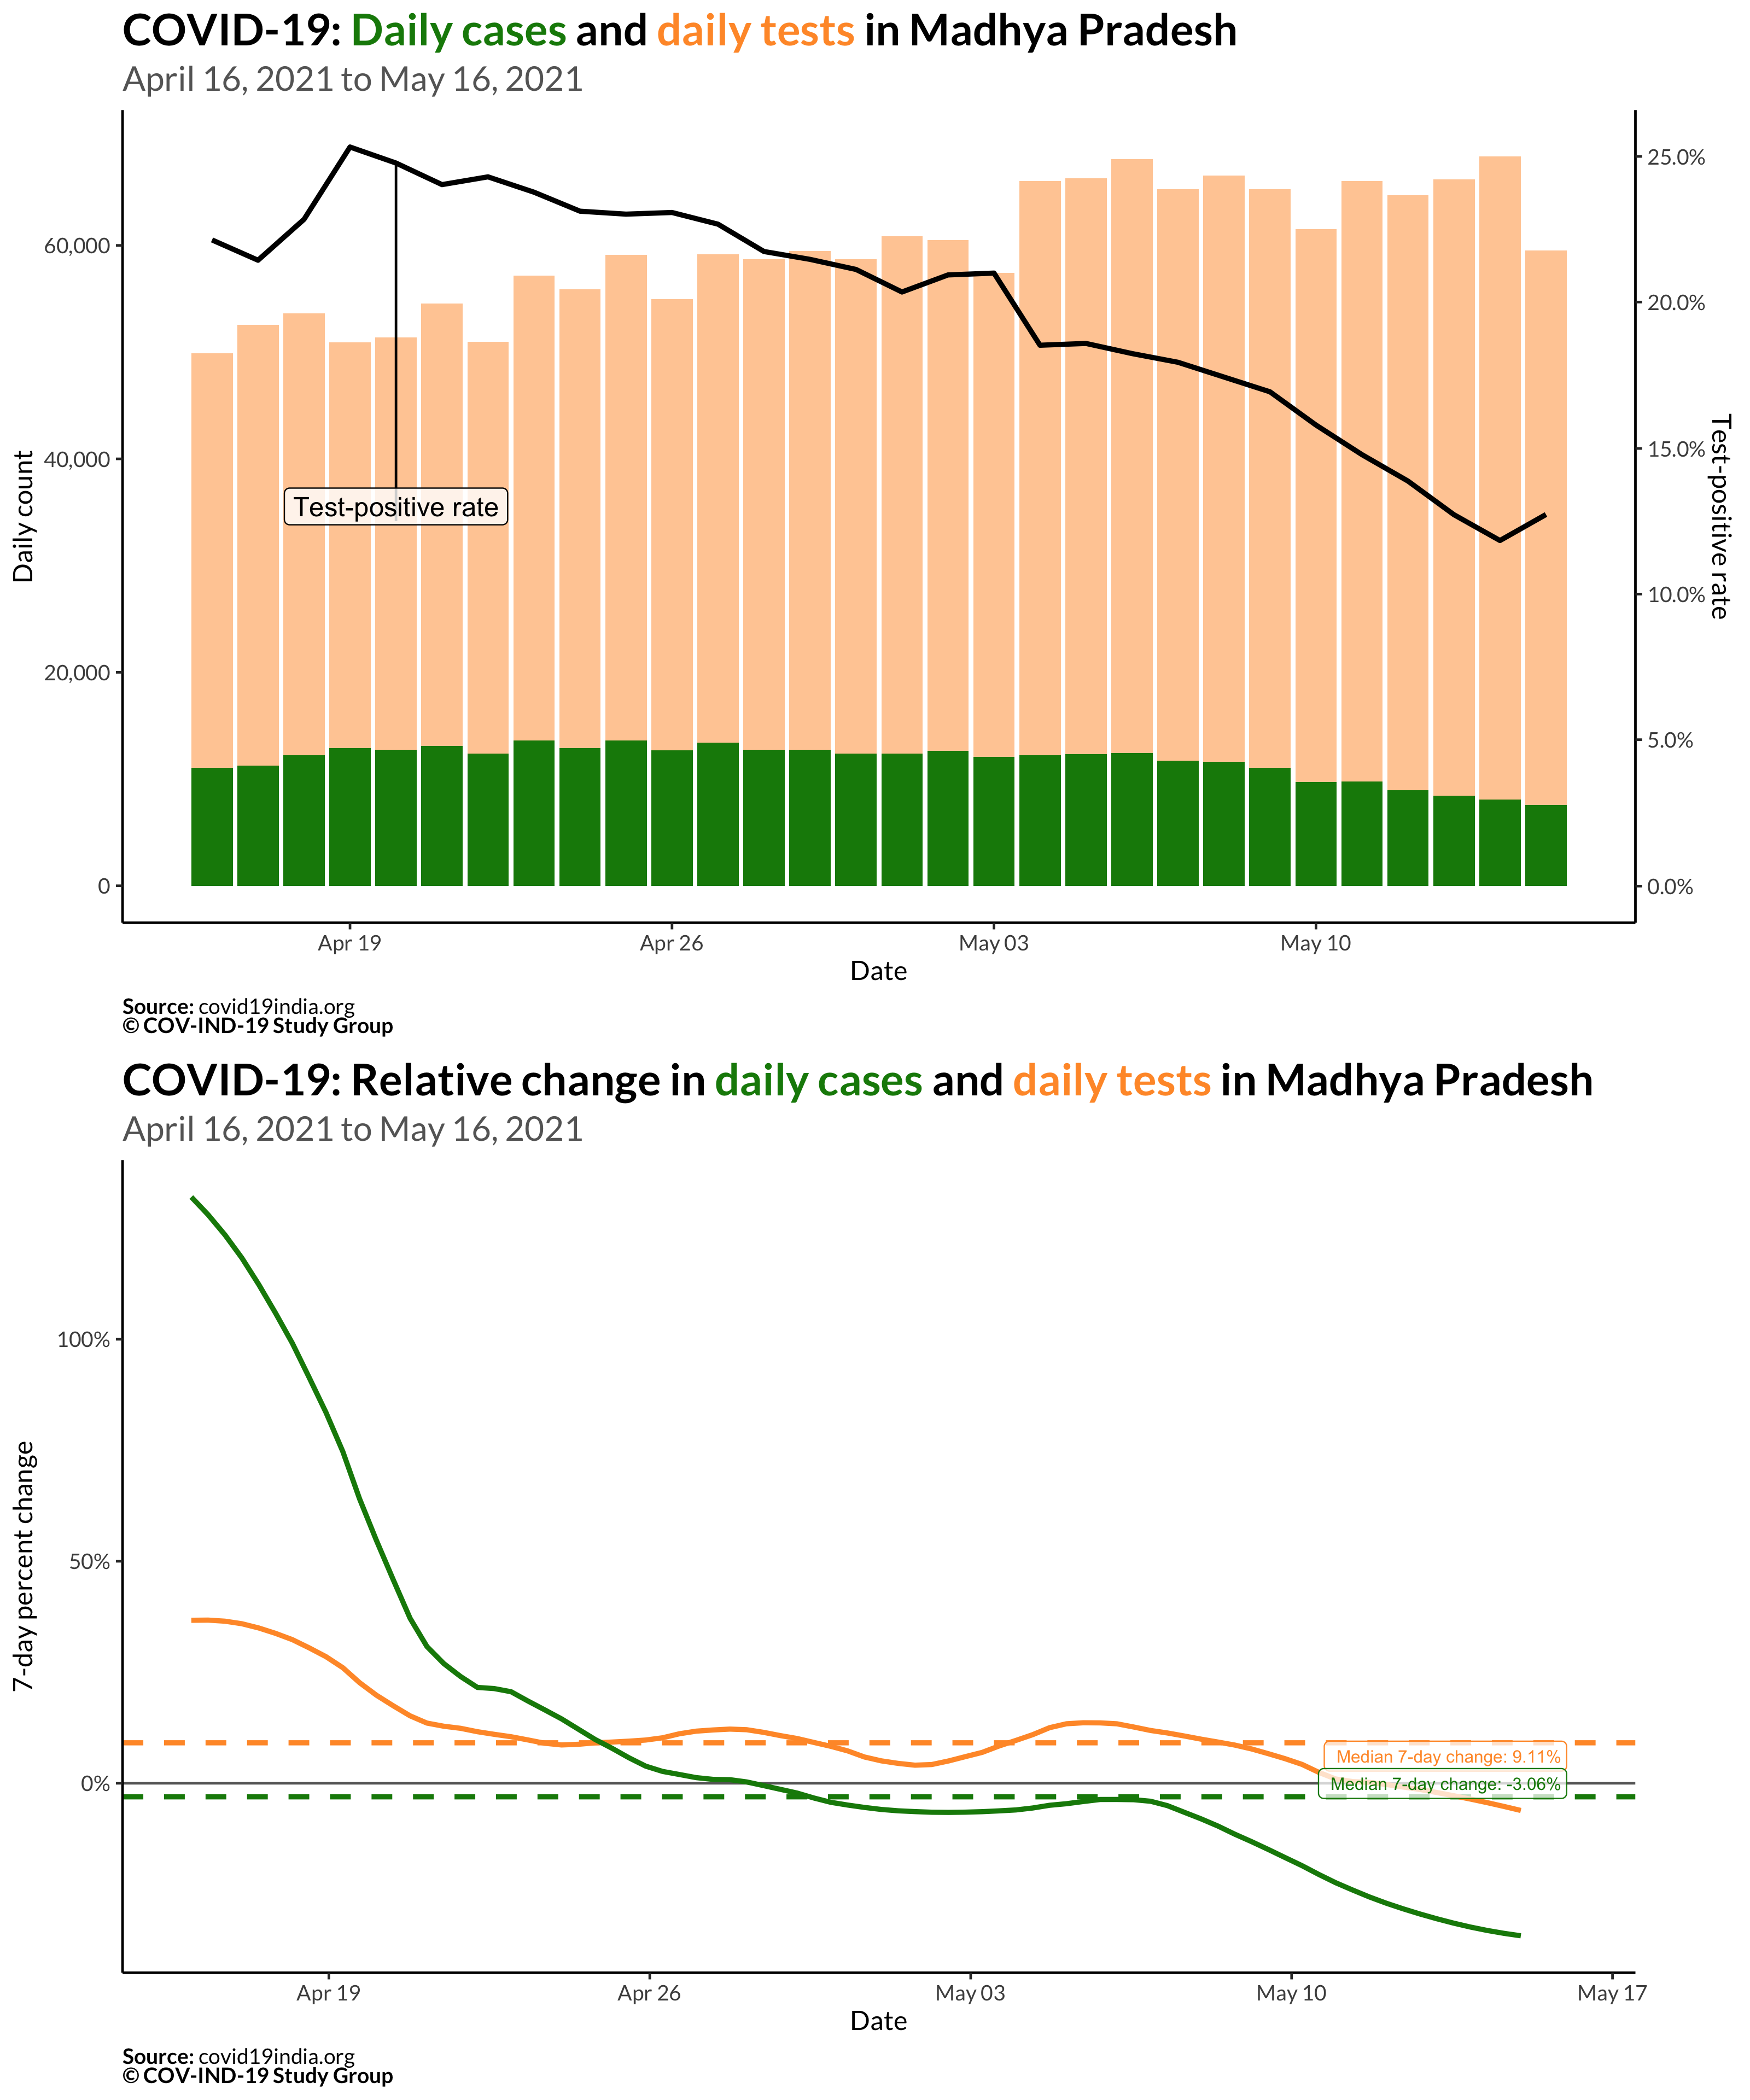 COVID-19: Daily cases and daily tests in Madhya Pradesh
April 16, 2021 to May 16, 2021
Daily count
60,000
40,000
20,000
0
Test-positive rate
25.0%
20.0%
15.0%
10.0%
5.0%
0.0%
Test-positive rate
Apr 19
Apr 26
May 03
May 10
Date
Source: covid19india.org
© COV-IND-19 Study Group
COVID-19: Relative change in daily cases and daily tests in Madhya Pradesh
April 16, 2021 to May 16, 2021
7-day percent change
100%
50%
0%
Median 7-day change: 9.11%
Median 7-day change: -3.06%
Apr 19
Apr 26
May 03
May 10
May 17
Date
Source: covid19india.org
© COV-IND-19 Study Group